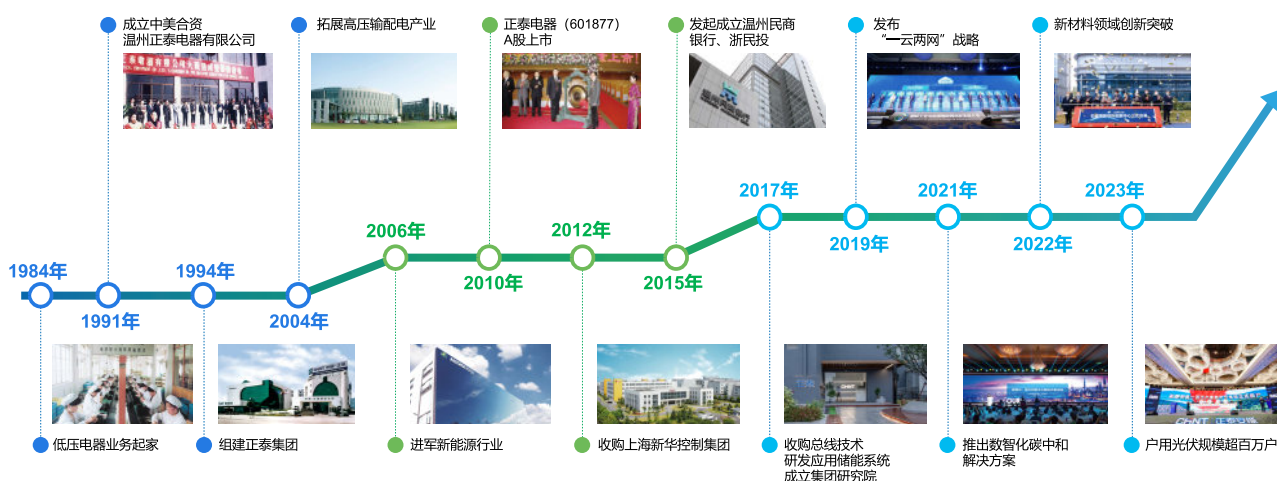 成立中美合资
温州正泰电器有限公司
拓展高压输配电产业
正泰电器（601877）
A股上市
发起成立温州民商
银行、浙民投
发布
“一云两网”战略
新材料领域创新突破
1984年
1991年
1994年
2004年
2006年
2010年
2012年
2015年
2017年
2019年
2021年
2022年
2023年
低压电器业务起家
组建正泰集团
进军新能源行业
收购上海新华控制集团
收购总线技术
研发应用储能系统
成立集团研究院
推出数智化碳中和
解决方案
户用光伏规模超百万户